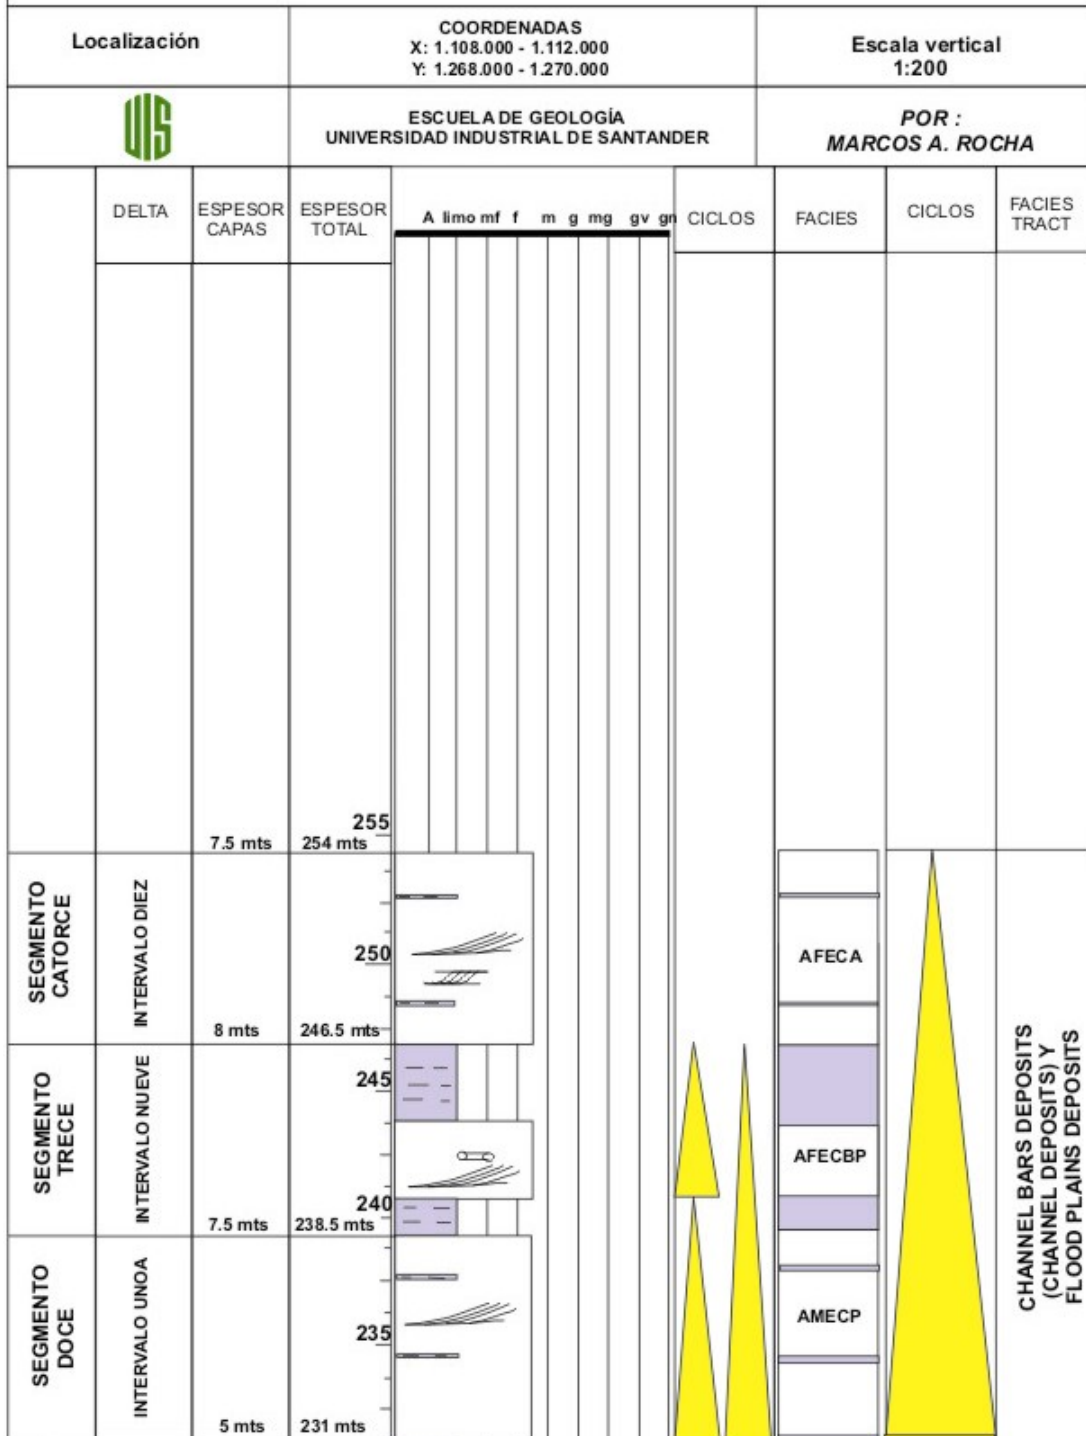 Localización
COORDENADAS
X: 1.108.000 - 1.112.000
Y: 1.268.000 - 1.270.000
Escala vertical
1:200
UIS
ESCUELA DE GEOLOGÍA
UNIVERSIDAD INDUSTRIAL DE SANTANDER
POR :
MARCOS A. ROCHA
DELTA
ESPESOR
CAPAS
ESPESOR
TOTAL
A limo mf f m g mg gv gn
CICLOS
FACIES
CICLOS
FACIES
TRACT
255
7.5 mts
254 mts
SEGMENTO
CATORCE
INTERVALO DIEZ
250
AFECA
8 mts
246.5 mts
SEGMENTO
TRECE
INTERVALO NUEVE
245
AFECBP
240
7.5 mts
238.5 mts
SEGMENTO
DOCE
INTERVALO UNOA
235
AMECP
5 mts
231 mts
CHANNEL BARS DEPOSITS
(CHANNEL DEPOSITS) Y
FLOOD PLAINS DEPOSITS